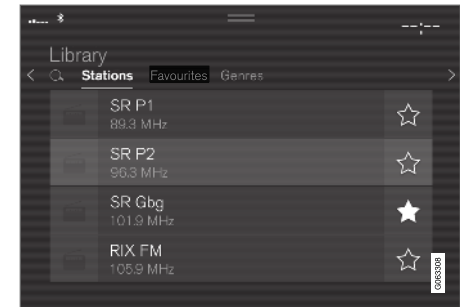 --:--
Library
Stations Favourites Genres
SR P1
89.3 MHz
SR P2
96.3 MHz
SR Gbg
101.9 MHz
RIX FM
105.9 MHz
G063308